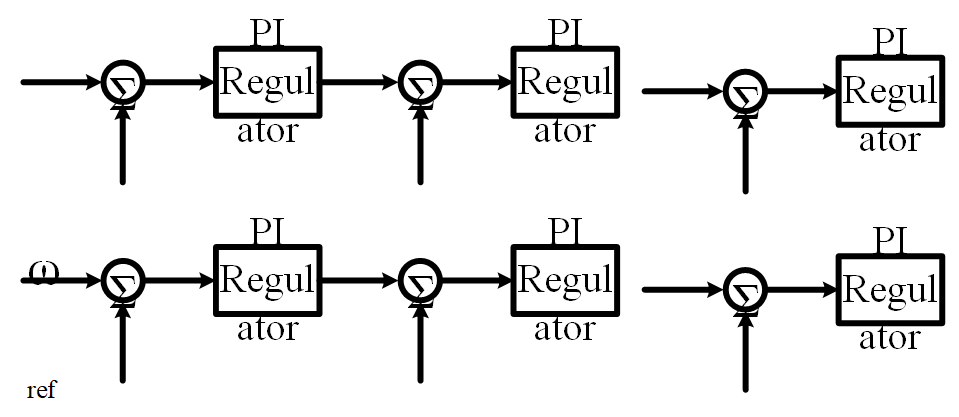 PI PI PI
Σ Regul Σ Regul Σ Regul
ator ator ator
PI PI PI
ω Σ Regul Σ Regul Σ Regul
ator ator ator
ref